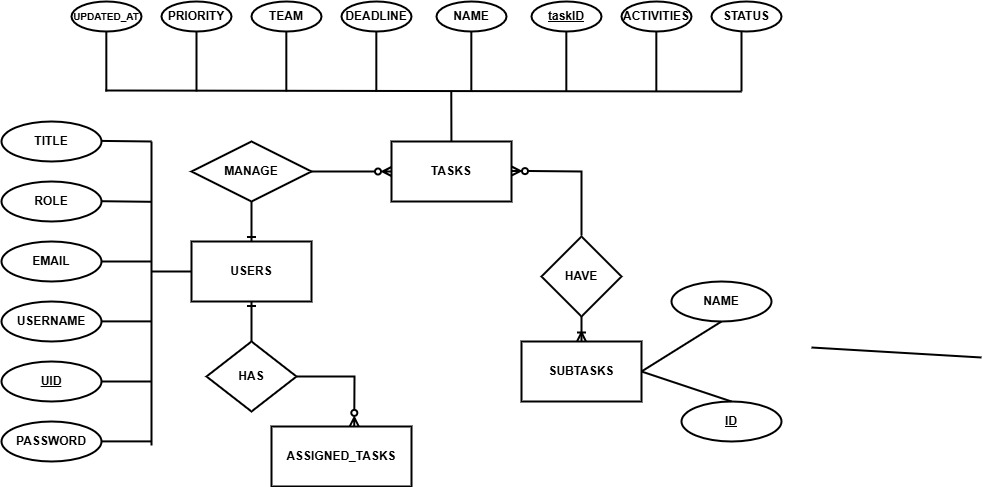 UPDATED_AT
PRIORITY
TEAM
DEADLINE
NAME
taskID
ACTIVITIES
STATUS
TITLE
MANAGE
TASKS
ROLE
EMAIL
USERS
HAVE
USERNAME
NAME
UID
HAS
SUBTASKS
ID
PASSWORD
ASSIGNED_TASKS